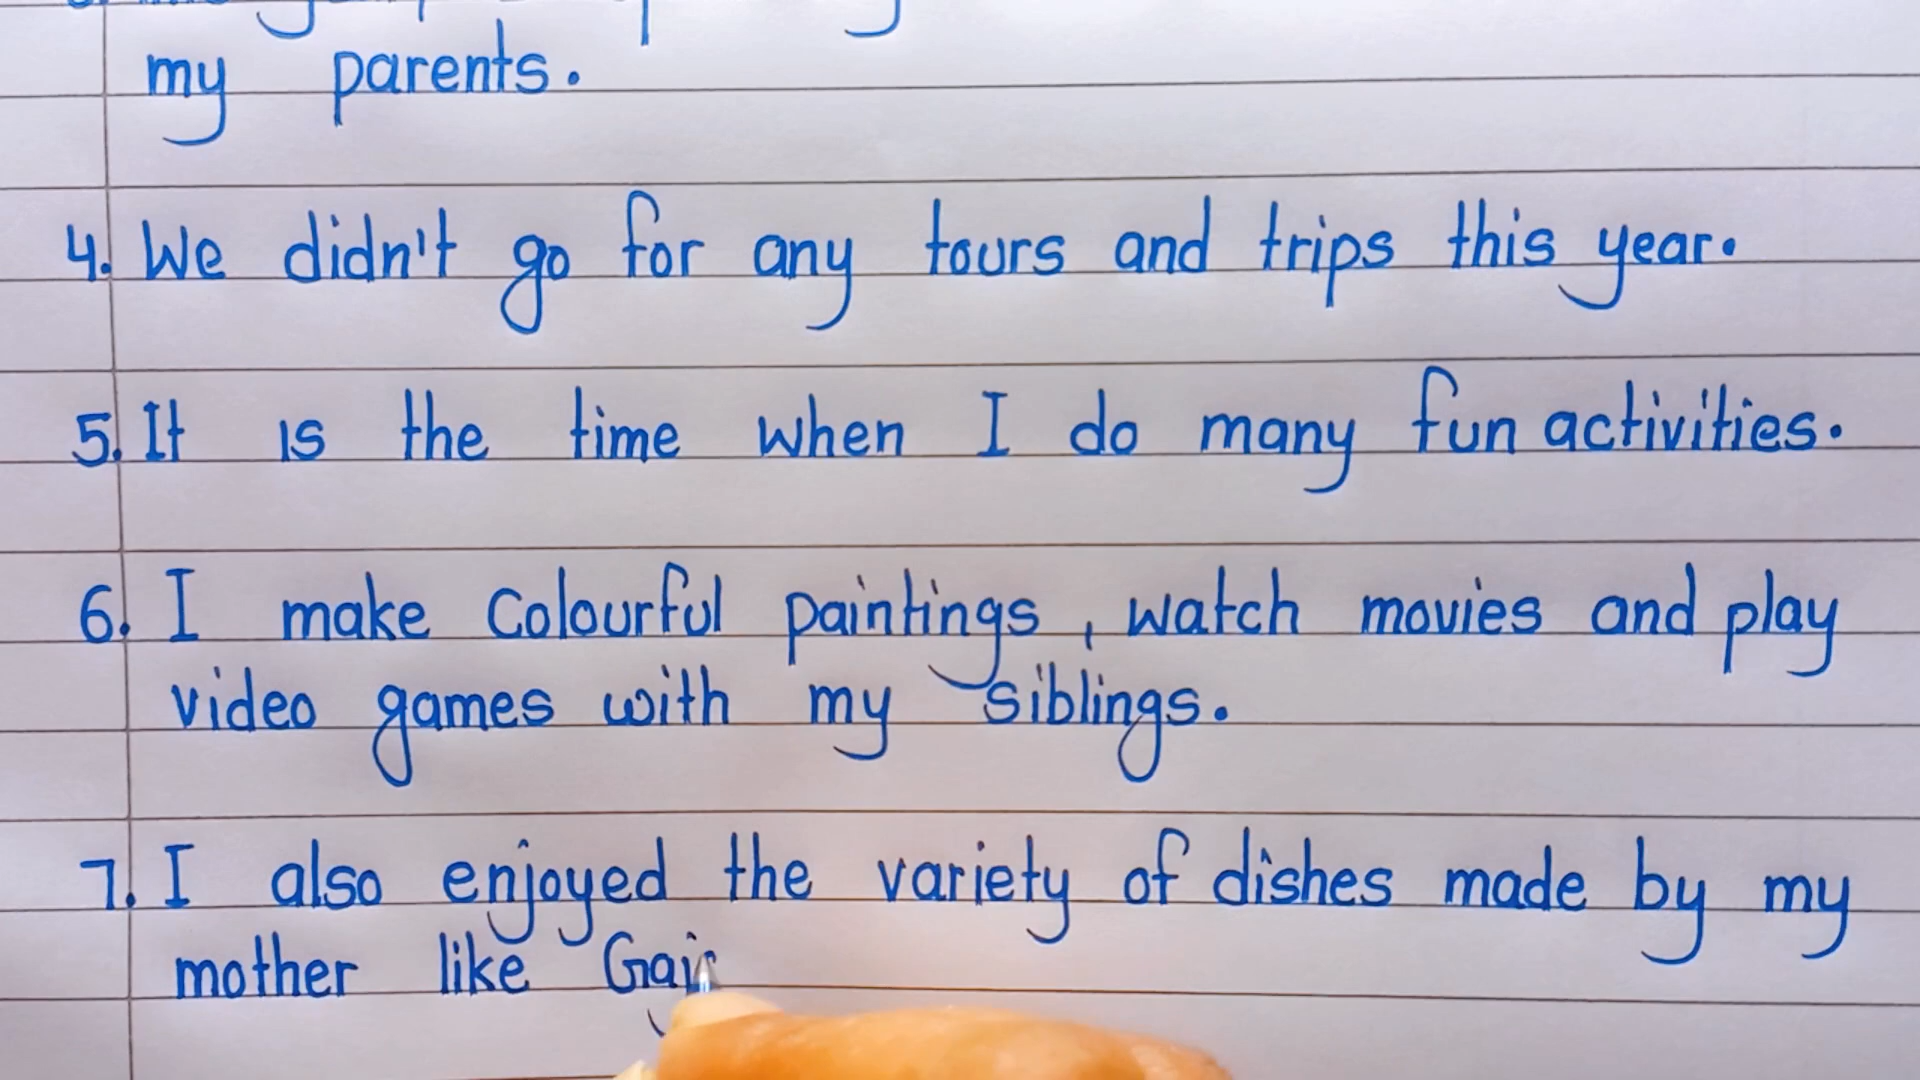 my parents.
4. We didn't go for any tours and trips this year.
5. It is the time when I do many fun activities.
6. I make Colourful paintings, watch movies and play
video games with my siblings.
7. I also enjoyed the variety of dishes made by my
mother like